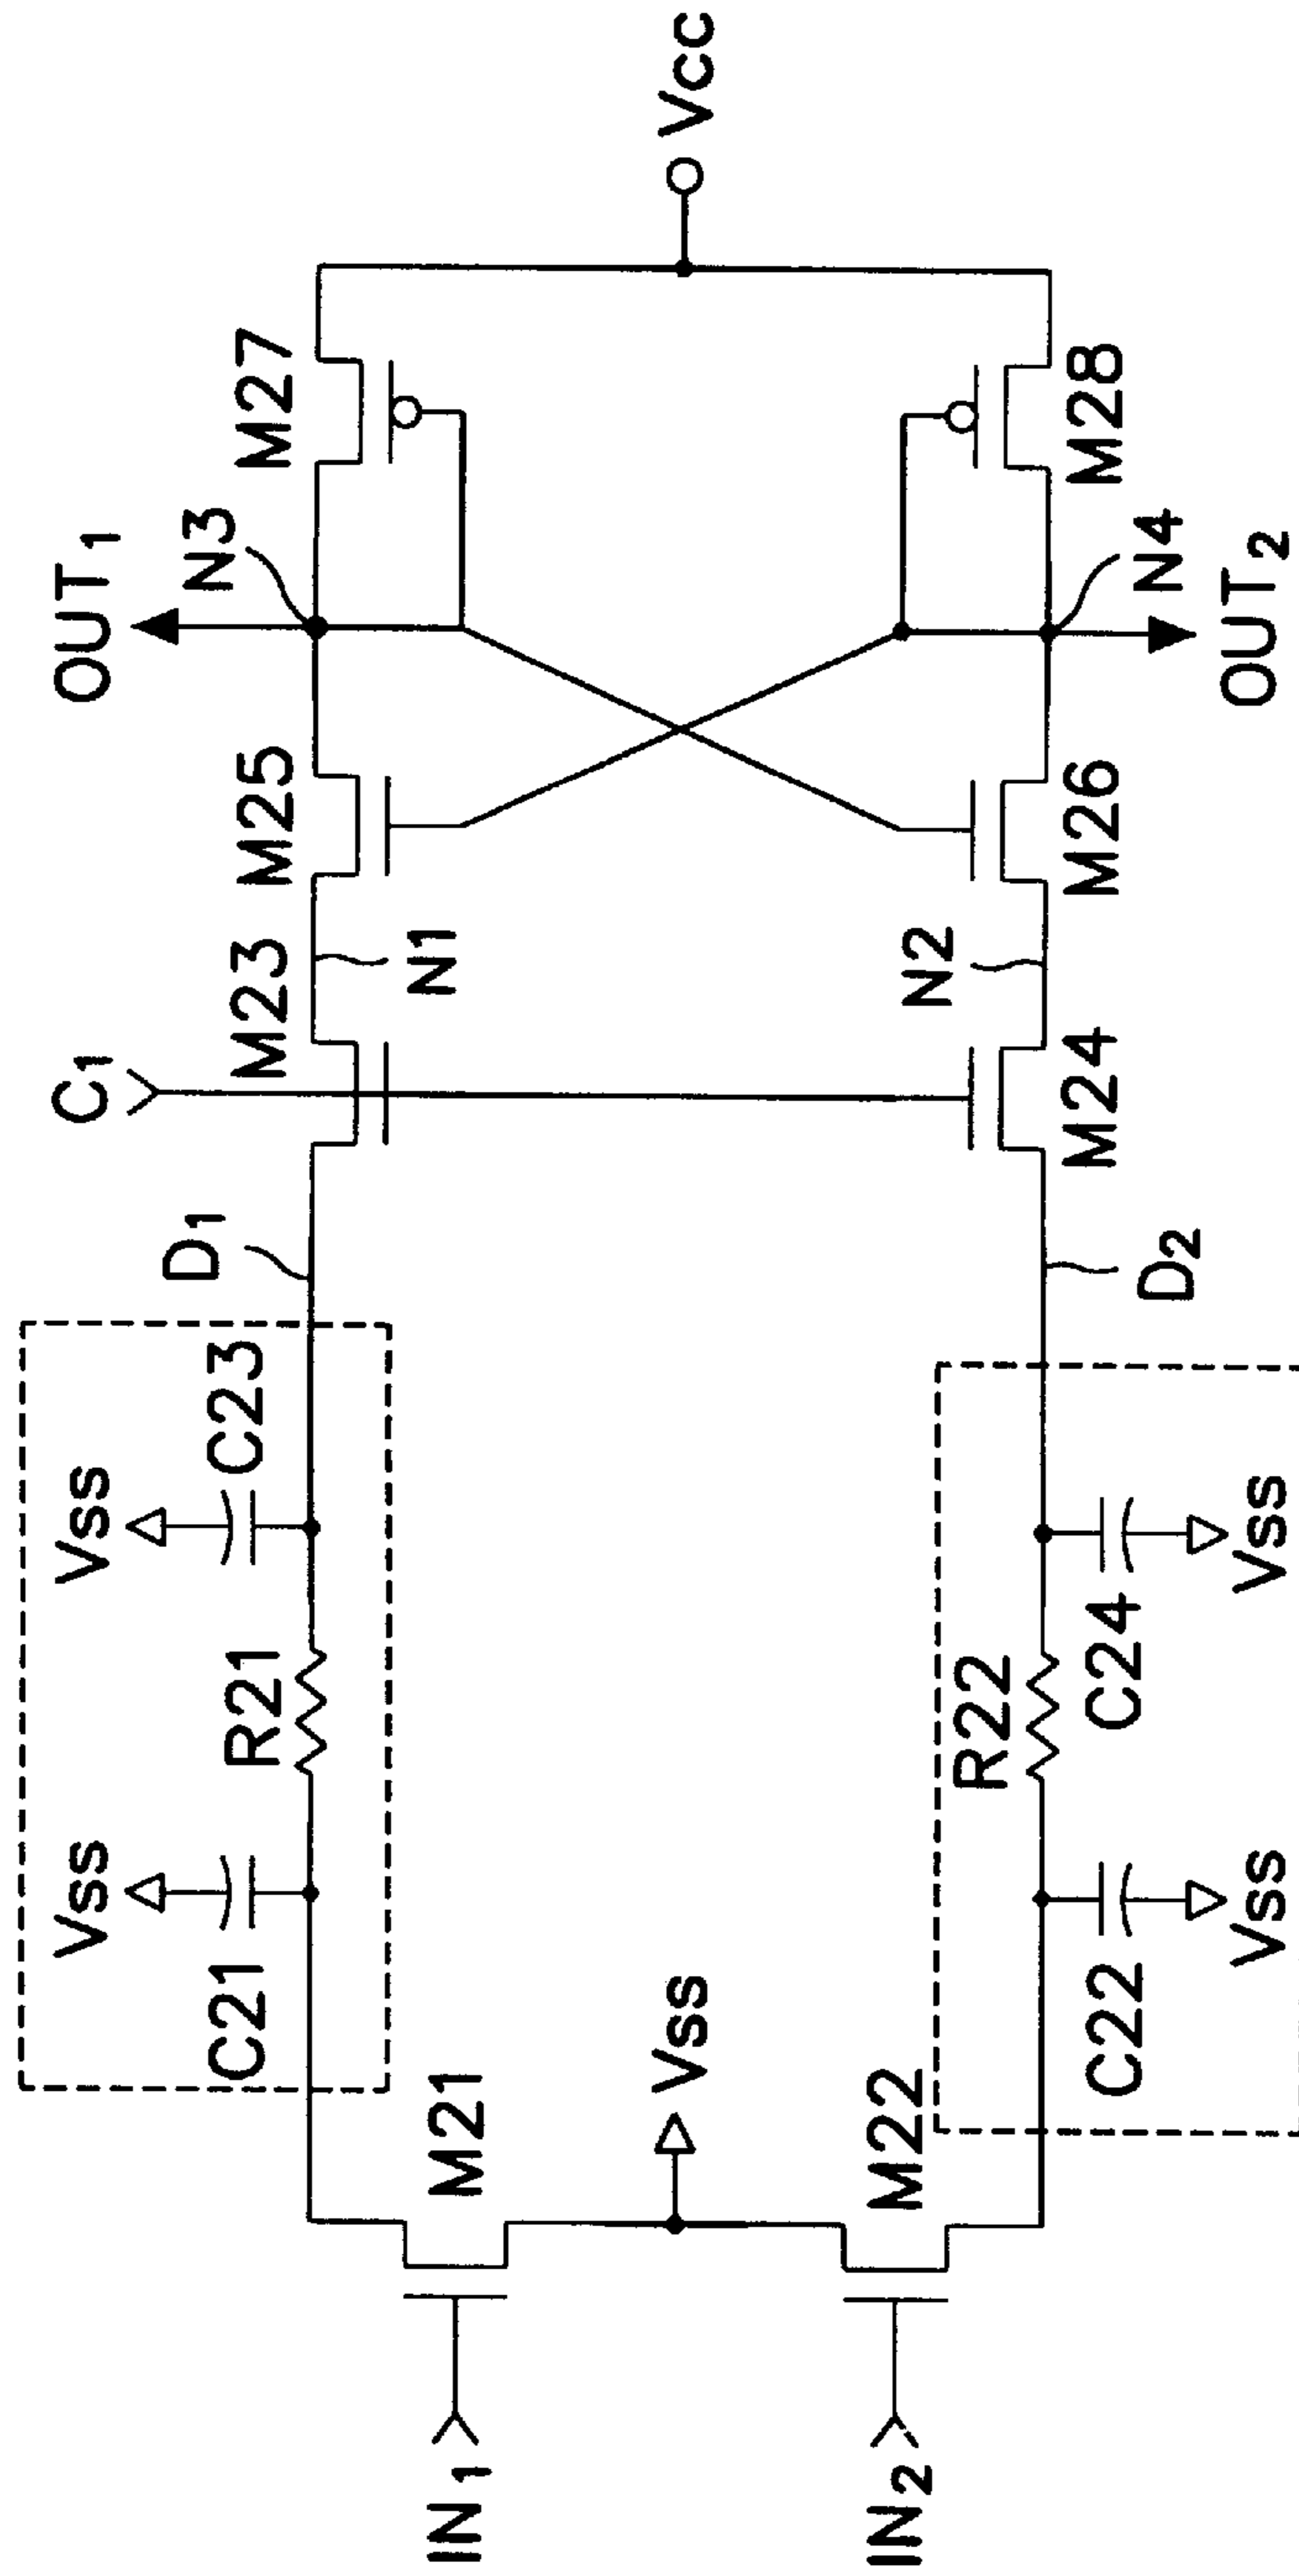 OUT1
N3
M27
C1
M23
M25
D1
N1
Vss
Vss
C21
R21
C23
Vcc
IN1
M21
Vss
IN2
M22
R22
C22
C24
Vss
Vss
D2
M24
N2
M26
N4
M28
OUT2